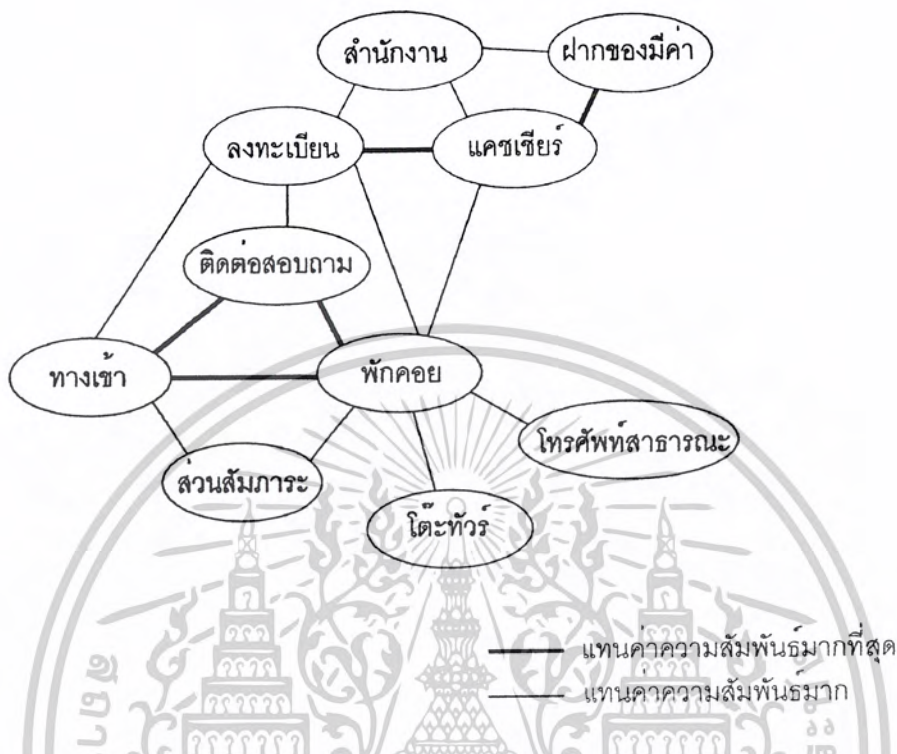 สำนักงาน
ฝากของมีค่า
ลงทะเบียน
แคชเชียร์
ติดต่อสอบถาม
ทางเข้า
พักคอย
โทรศัพท์สาธารณะ
ส่วนสัมภาระ
โต๊ะทัวร์
แทนค่าความสัมพันธ์มากที่สุด
แทนค่าความสัมพันธ์มาก